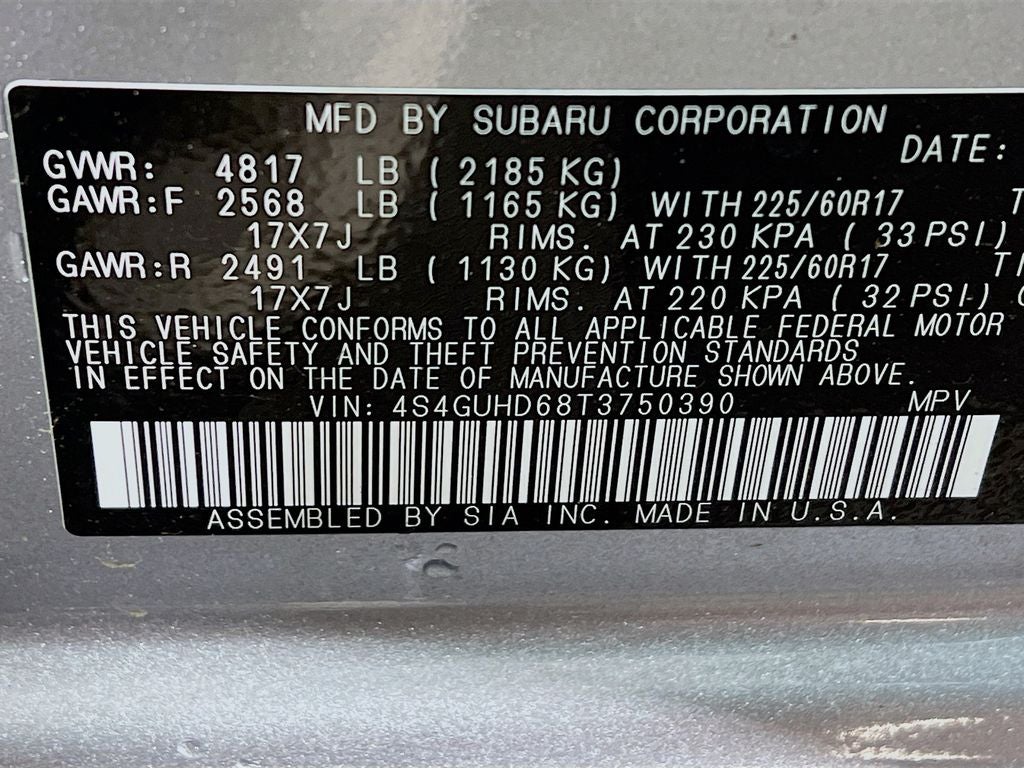 MFD BY SUBARU CORPORATION
DATE:
GVWR: 4817 LB ( 2185 KG)
GAWR:F 2568 LB ( 1165 KG) WITH 225/60R17 T
17X7J RIMS. AT 230 KPA ( 33 PSI)
GAWR:R 2491 LB ( 1130 KG) WITH 225/60R17 TI
17X7J RIMS. AT 220 KPA ( 32 PSI)
THIS VEHICLE CONFORMS TO ALL APPLICABLE FEDERAL MOTOR
VEHICLE SAFETY AND THEFT PREVENTION STANDARDS
IN EFFECT ON THE DATE OF MANUFACTURE SHOWN ABOVE.
VIN: 4S4GUHD68T3750390 MPV
ASSEMBLED BY SIA INC. MADE IN U.S.A.